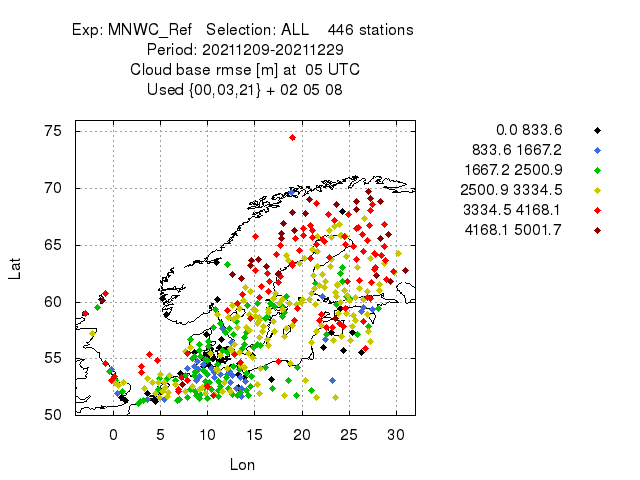 Exp: MNWC_Ref   Selection: ALL    446 stations
Period: 20211209-20211229
Cloud base rmse [m] at  05 UTC
Used {00,03,21} + 02 05 08
0.0 833.6
833.6 1667.2
1667.2 2500.9
2500.9 3334.5
3334.5 4168.1
4168.1 5001.7
75
70
65
60
55
50
Lat
0 5 10 15 20 25 30
Lon